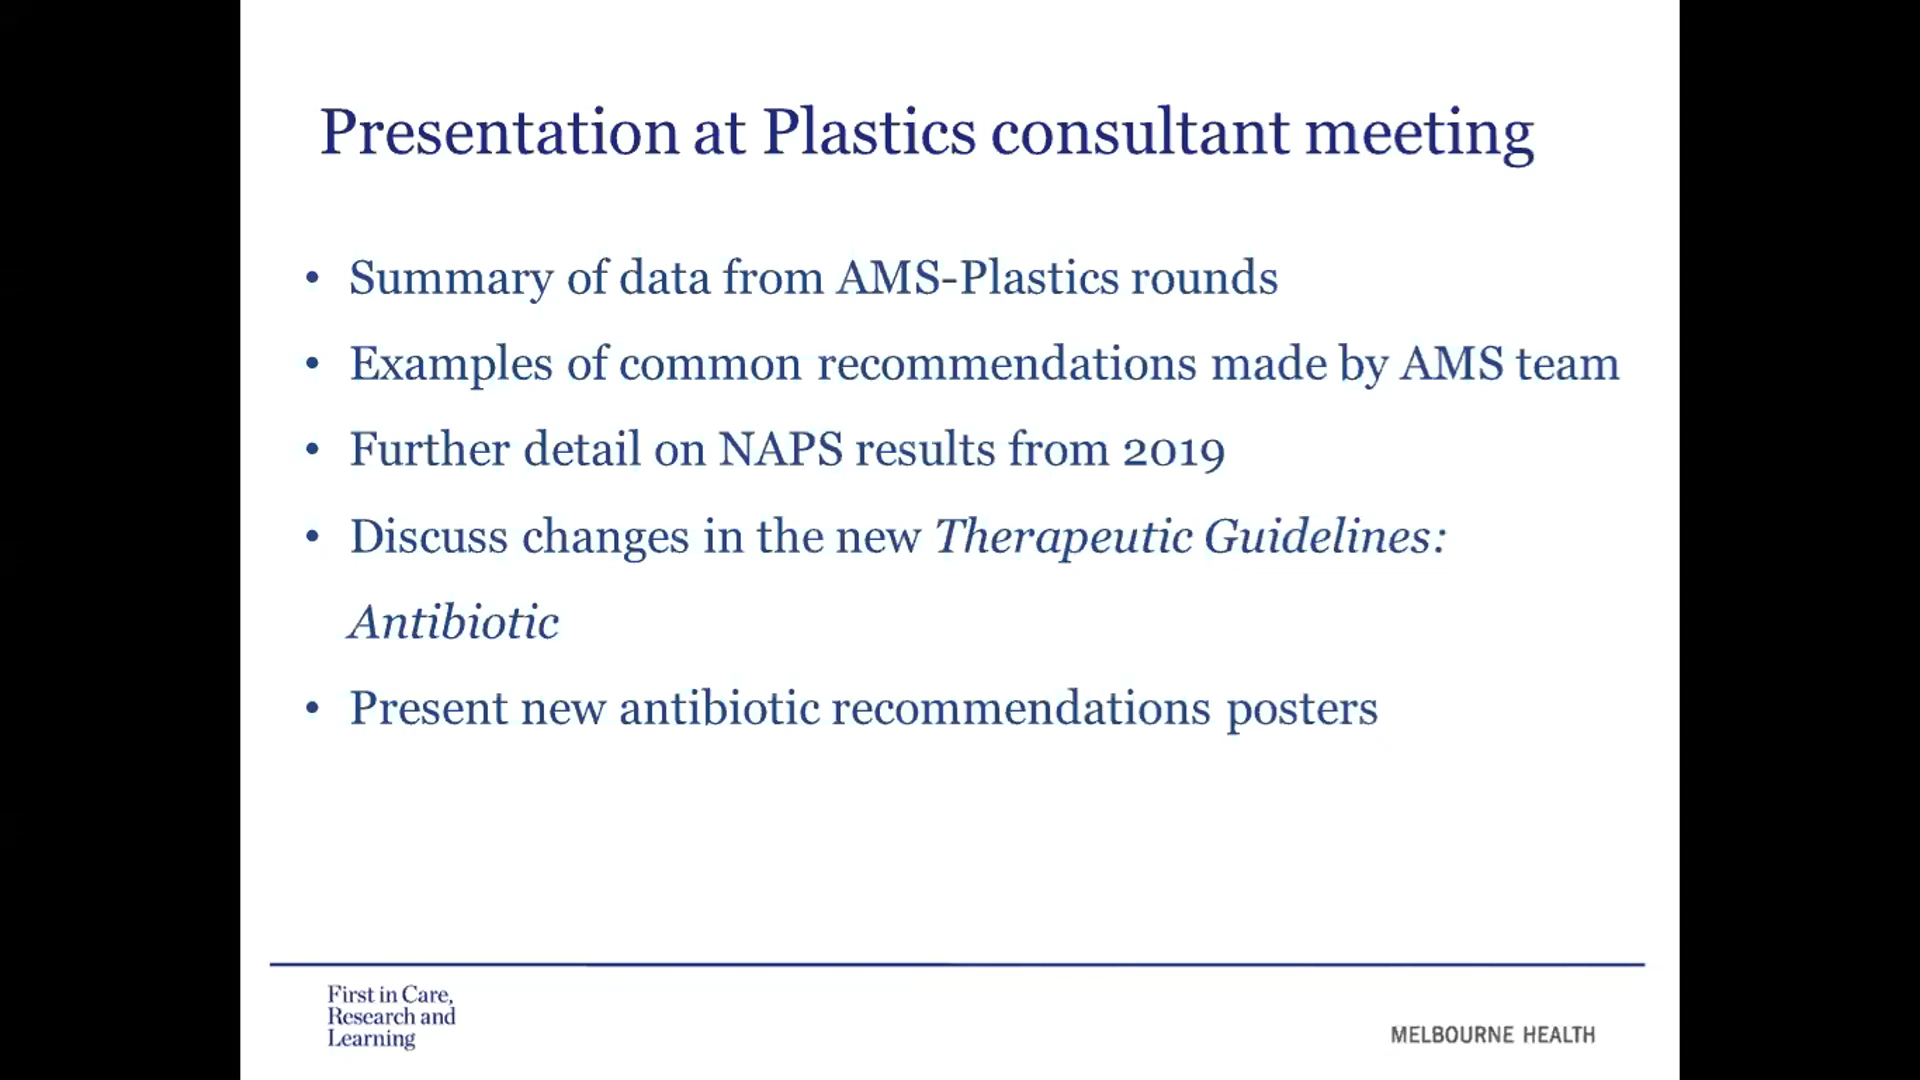 Presentation at Plastics consultant meeting
• Summary of data from AMS-Plastics rounds
• Examples of common recommendations made by AMS team
• Further detail on NAPS results from 2019
• Discuss changes in the new Therapeutic Guidelines:
Antibiotic
• Present new antibiotic recommendations posters
First in Care,
Research and
Learning
MELBOURNE HEALTH